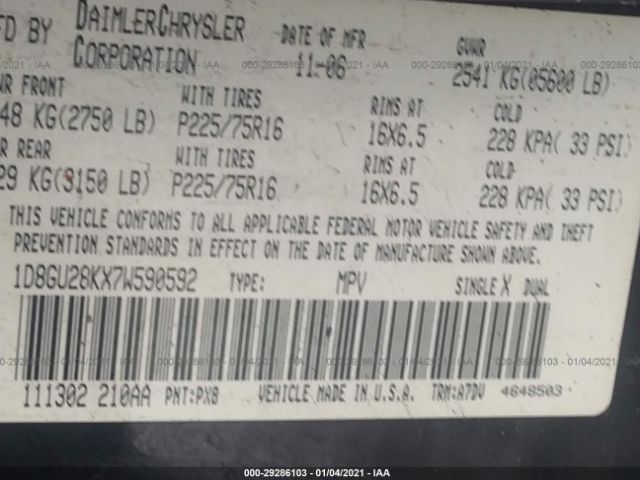 FD BY DAIMLERCHRYSLER CORPORATION DATE OF MFR 11-06 GVWR 2541 KG(05600 LB)
WR FRONT WITH TIRES RIMS AT COLD
48 KG(2750 LB) P225/75R16 16X6.5 228 KPA( 33 PSI)
R REAR WITH TIRES RIMS AT COLD
29 KG(3150 LB) P225/75R16 16X6.5 228 KPA( 33 PSI)
THIS VEHICLE CONFORMS TO ALL APPLICABLE FEDERAL MOTOR VEHICLE SAFETY AND THEFT
PREVENTION STANDARDS IN EFFECT ON THE DATE OF MANUFACTURE SHOWN ABOVE.
1D8GU28KX7W590592 TYPE: MPV SINGLE X DUAL
111302 210AA PNT:PX8 VEHICLE MADE IN U.S.A. TRM:A7DV 4648503
000-29286103 - 01/04/2021 - IAA